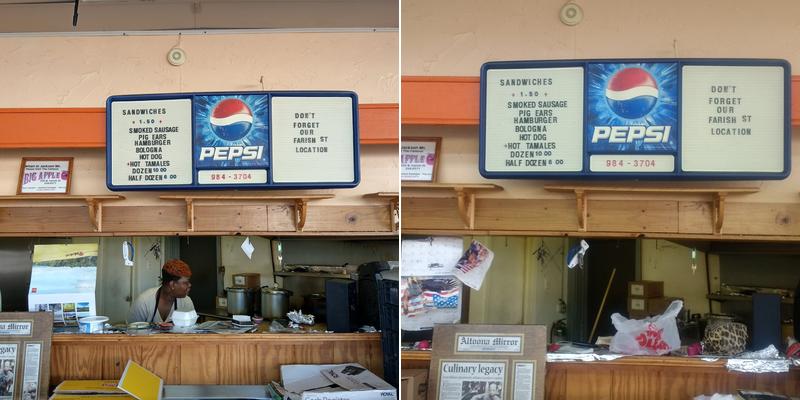 SANDWICHES
1.50
SMOKED SAUSAGE
PIG EARS
HAMBURGER
BOLOGNA
HOT DOG
HOT TAMALES
DOZEN 10 00
HALF DOZEN 6 00
PEPSI
984-3704
DON'T
FORGET
OUR
FARISH ST
LOCATION
BIG APPLE
Mirror
legacy
SANDWICHES
1.50
SMOKED SAUSAGE
PIG EARS
HAMBURGER
BOLOGNA
HOT DOG
HOT TAMALES
DOZEN 10 00
HALF DOZEN 6 00
PEPSI
984-3704
DON'T
FORGET
OUR
FARISH ST
LOCATION
APPLE
Altoona Mirror
Culinary legacy